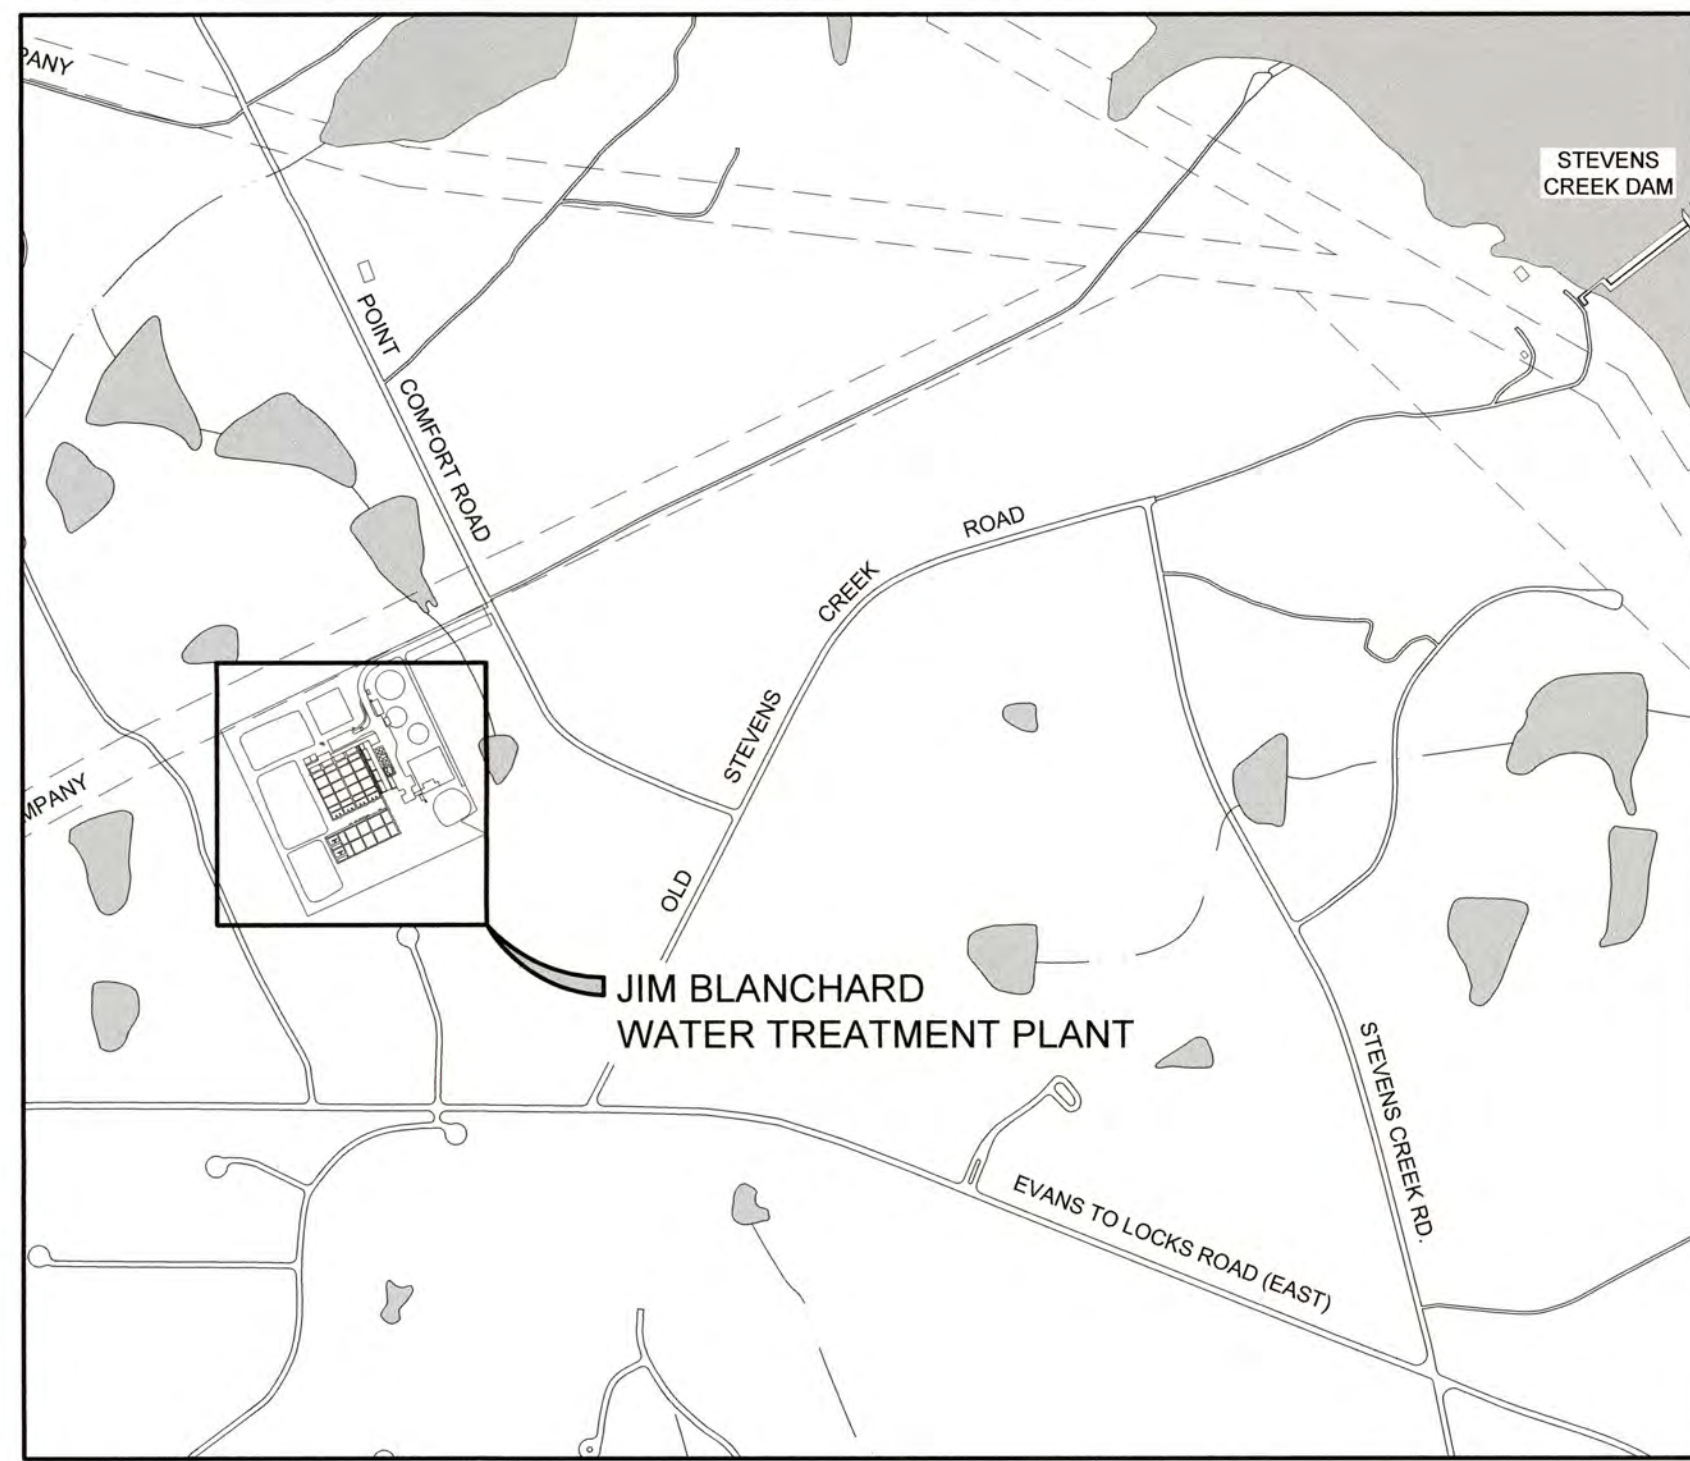 PANY
STEVENS
CREEK DAM
POINT
COMFORT ROAD
ROAD
CREEK
STEVENS
OLD
MPANY
JIM BLANCHARD
WATER TREATMENT PLANT
STEVENS CREEK RD.
EVANS TO LOCKS ROAD (EAST)